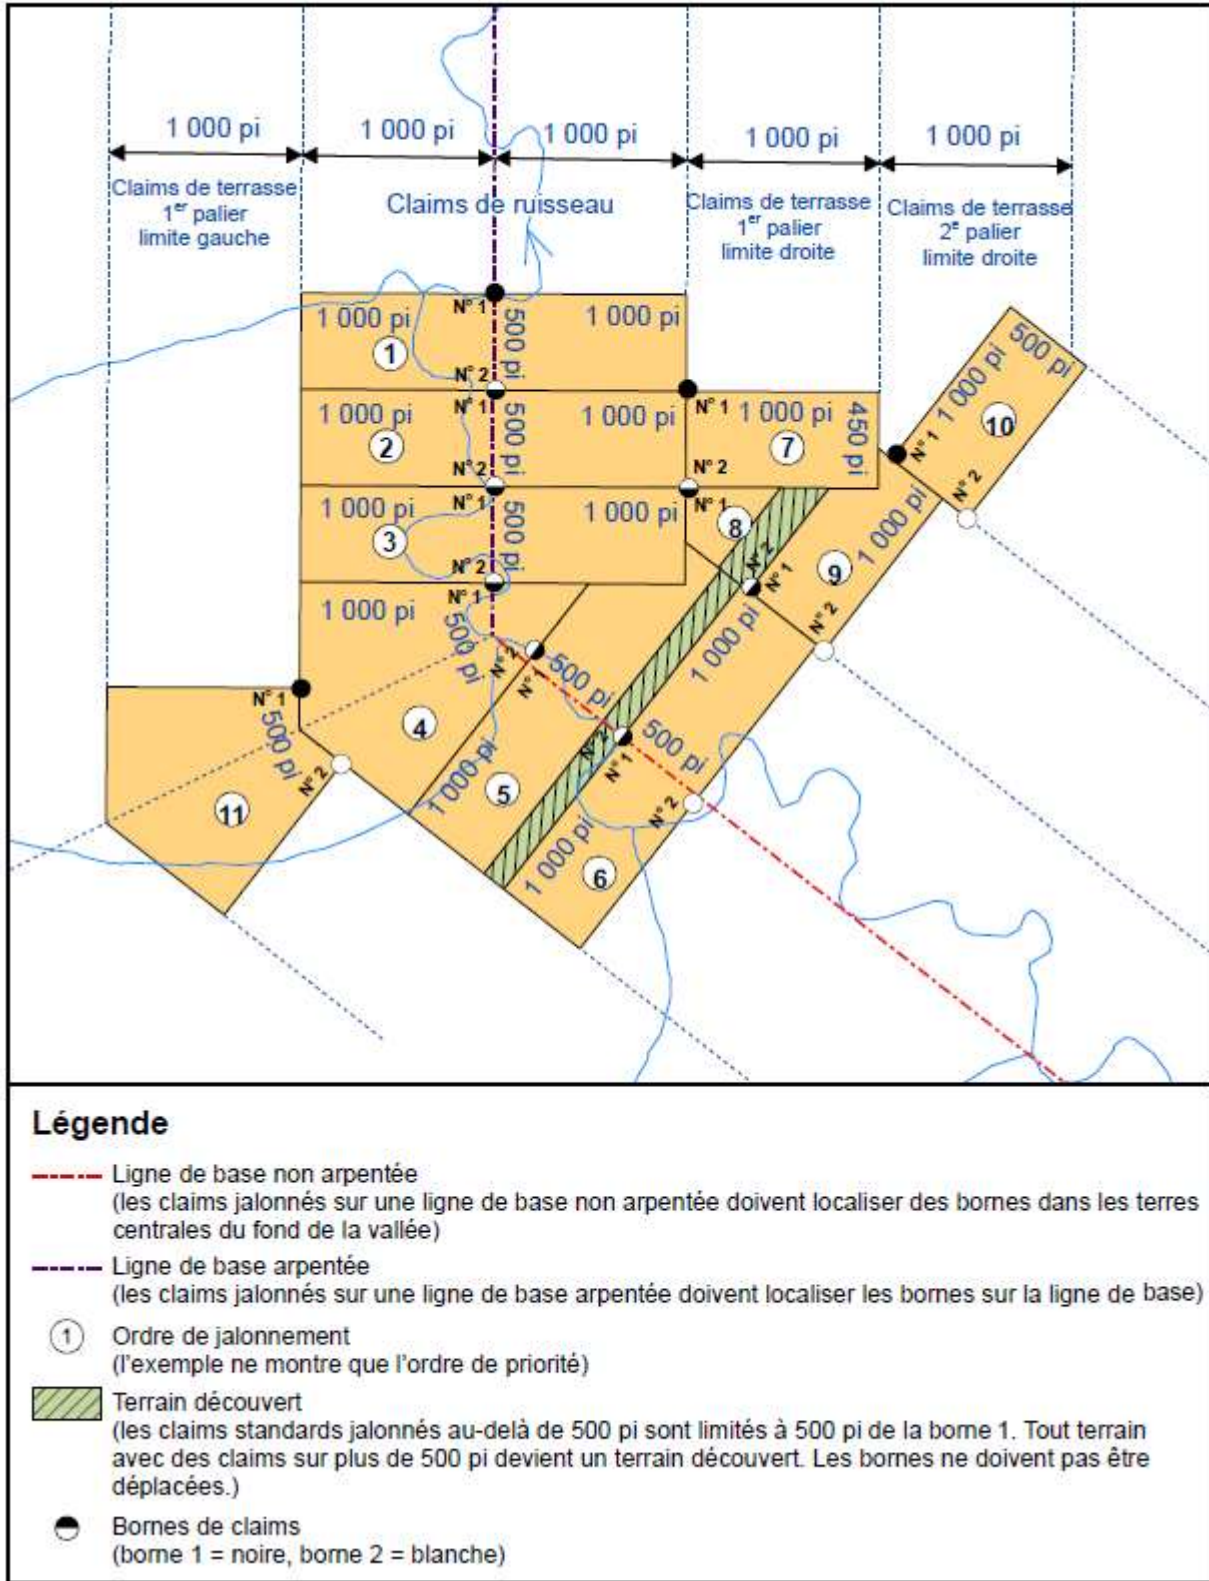 1 000 pi
1 000 pi
1 000 pi
1 000 pi
1 000 pi
Claims de terrasse
1er palier
limite gauche
Claims de ruisseau
Claims de terrasse
1er palier
limite droite
Claims de terrasse
2e palier
limite droite
N° 1
1 000 pi
500 pi
1 000 pi
1
N° 2
N° 1
1 000 pi
500 pi
1 000 pi
2
N° 2
N° 1
1 000 pi
450 pi
7
N° 2
1 000 pi
500 pi
N° 1
10
N° 2
N° 1
1 000 pi
500 pi
1 000 pi
3
N° 2
N° 1
8
N° 2
N° 1
1 000 pi
9
N° 2
N° 1
1 000 pi
500 pi
N° 2
4
N° 1
500 pi
1 000 pi
5
N° 2
1 000 pi
N° 1
500 pi
1 000 pi
6
N° 2
N° 1
500 pi
N° 2
11
Légende
Ligne de base non arpentée
(les claims jalonnés sur une ligne de base non arpentée doivent localiser des bornes dans les terres
centrales du fond de la vallée)
Ligne de base arpentée
(les claims jalonnés sur une ligne de base arpentée doivent localiser les bornes sur la ligne de base)
1
Ordre de jalonnement
(l'exemple ne montre que l'ordre de priorité)
Terrain découvert
(les claims standards jalonnés au-delà de 500 pi sont limités à 500 pi de la borne 1. Tout terrain
avec des claims sur plus de 500 pi devient un terrain découvert. Les bornes ne doivent pas être
déplacées.)
Bornes de claims
(borne 1 = noire, borne 2 = blanche)